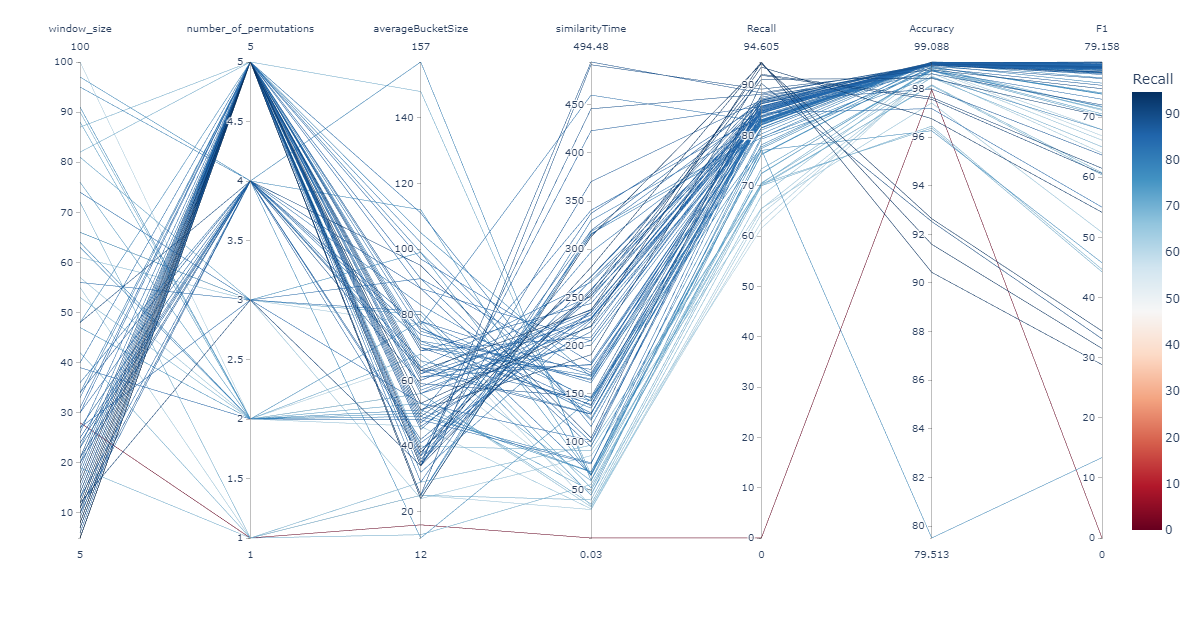 window_size number_of_permutations averageBucketSize similarityTime Recall Accuracy F1
100 5 157 494.48 94.605 99.088 79.158
Recall
100 90 80 70 60 50 40 30 20 10
5 4.5 4 3.5 3 2.5 2 1.5 1
140 120 100 80 60 40 20
450 400 350 300 250 200 150 100 50
90 80 70 60 50 40 30 20 10 0
98 96 94 92 90 88 86 84 82 80
70 60 50 40 30 20 10 0
90 80 70 60 50 40 30 20 10 0
5 1 12 0.03 0 79.513 0